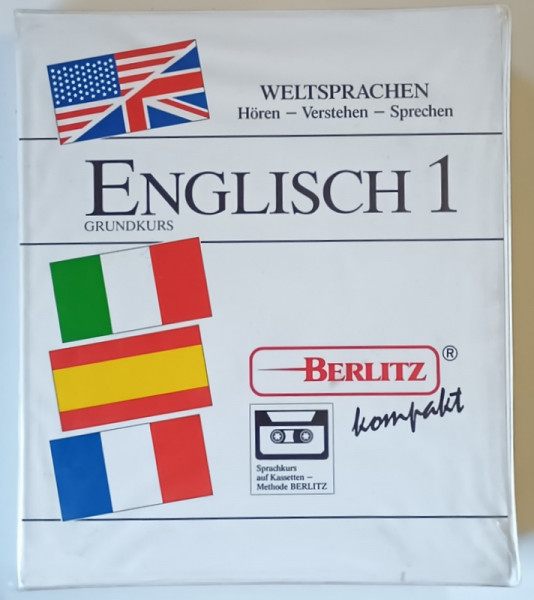 WELTSPRACHEN
Hören – Verstehen – Sprechen
ENGLISCH 1
GRUNDKURS
BERLITZ ®
kompakt
Sprachkurs
auf Kassetten –
Methode BERLITZ